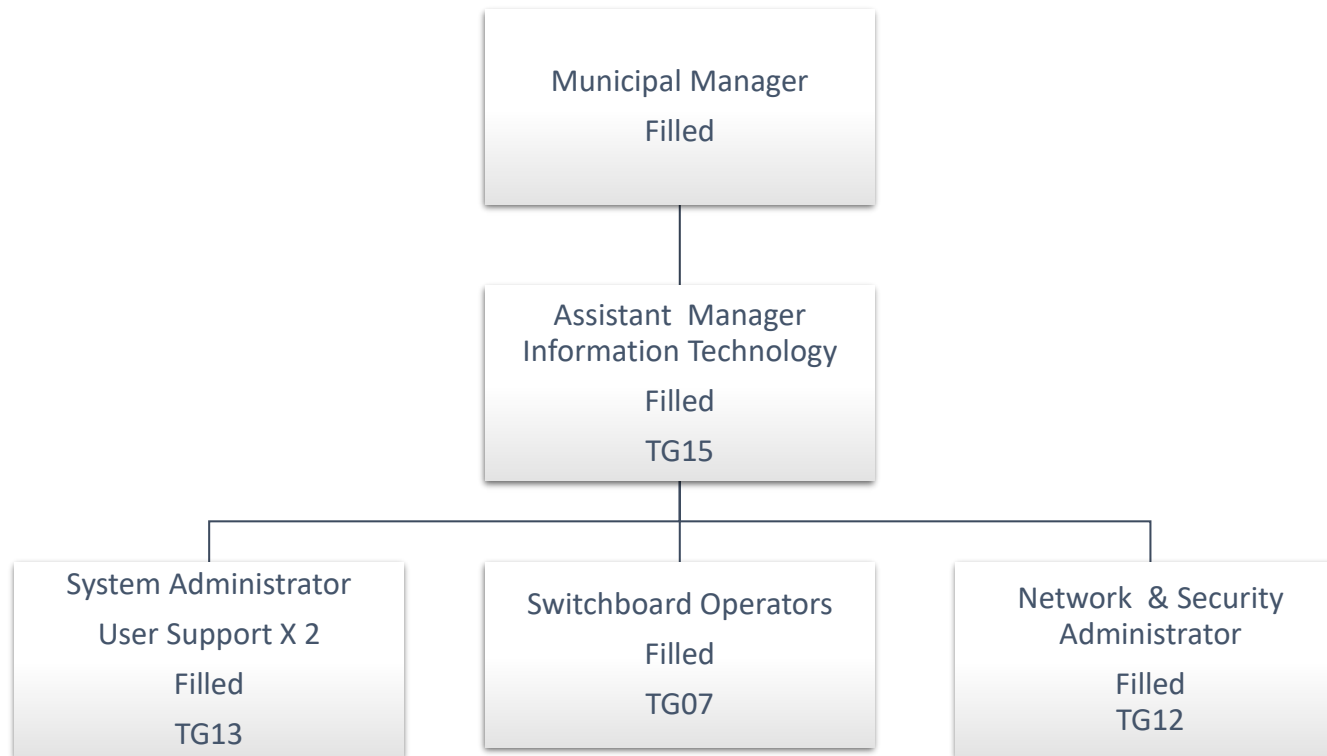 Municipal Manager
Filled
Assistant Manager
Information Technology
Filled
TG15
System Administrator
User Support X 2
Filled
TG13
Switchboard Operators
Filled
TG07
Network & Security
Administrator
Filled
TG12